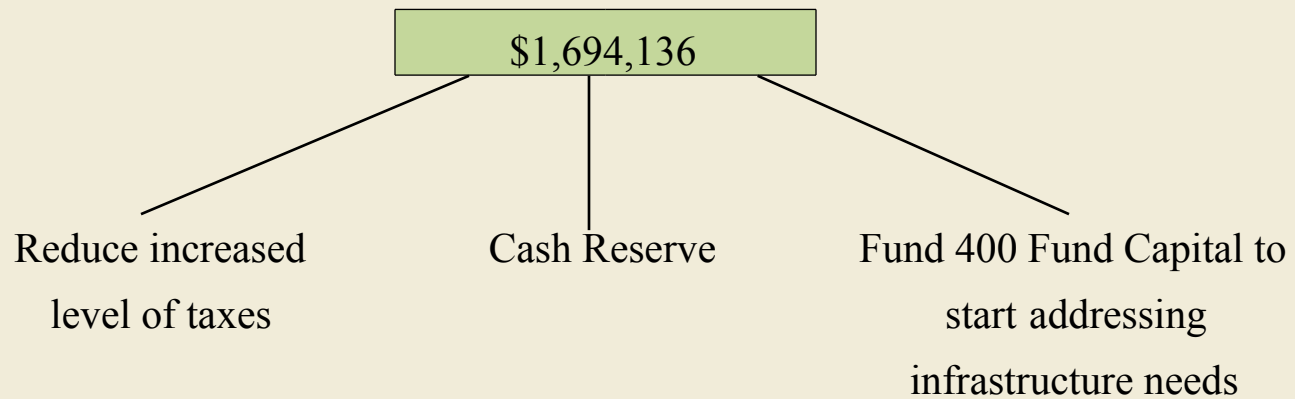 $1,694,136
Reduce increased
level of taxes
Cash Reserve
Fund 400 Fund Capital to
start addressing
infrastructure needs